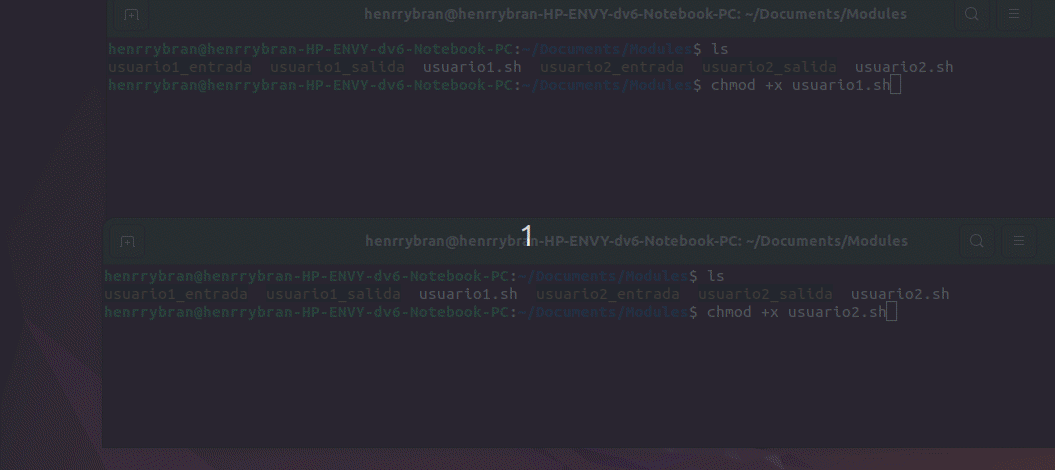 henrrybran@henrrybran-HP-ENVY-dv6-Notebook-PC: ~/Documents/Modules
henrrybran@henrrybran-HP-ENVY-dv6-Notebook-PC:~/Documents/Modules$ ls
usuario1_entrada usuario1_salida usuario1.sh usuario2_entrada usuario2_salida usuario2.sh
henrrybran@henrrybran-HP-ENVY-dv6-Notebook-PC:~/Documents/Modules$ chmod +x usuario1.sh
1
henrrybran@henrrybran-HP-ENVY-dv6-Notebook-PC: ~/Documents/Modules
henrrybran@henrrybran-HP-ENVY-dv6-Notebook-PC:~/Documents/Modules$ ls
usuario1_entrada usuario1_salida usuario1.sh usuario2_entrada usuario2_salida usuario2.sh
henrrybran@henrrybran-HP-ENVY-dv6-Notebook-PC:~/Documents/Modules$ chmod +x usuario2.sh